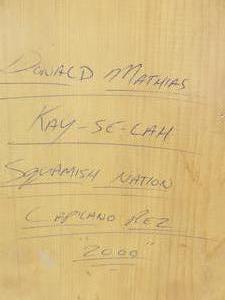 DONALD MATHIAS
KAY-SE-LAH
SQUAMISH NATION
CAPILANO REZ
"2000"